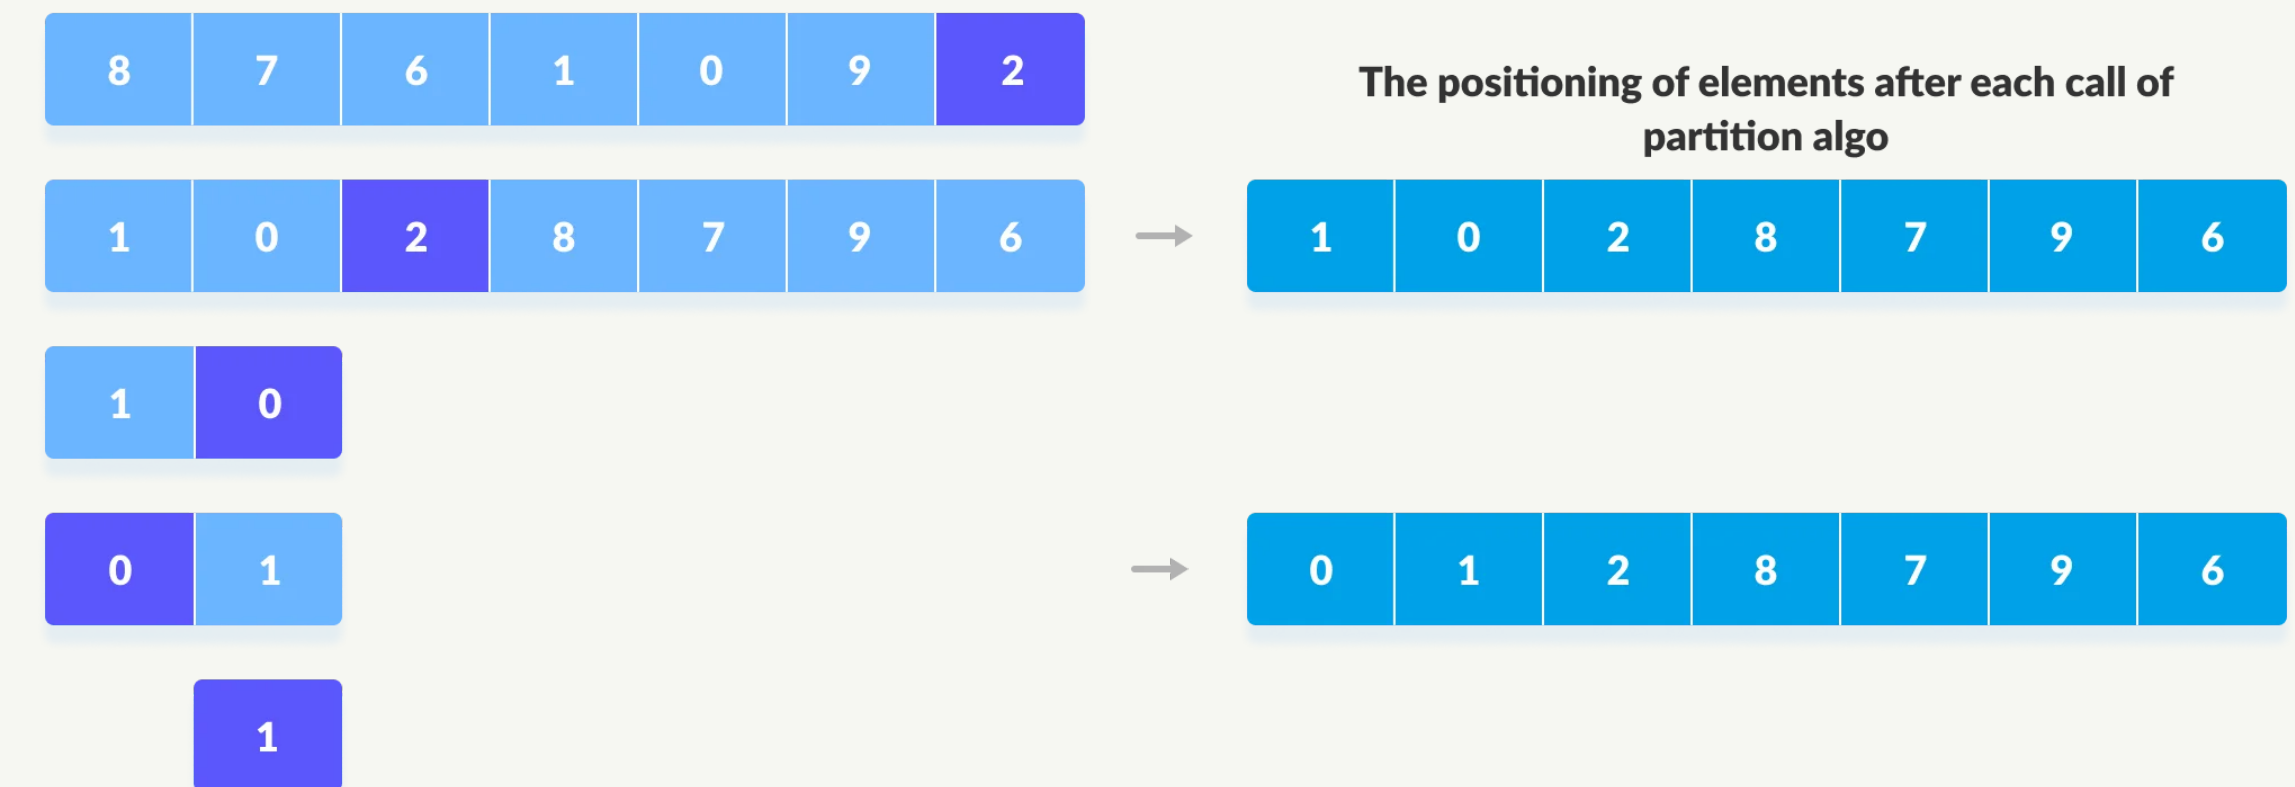 8 7 6 1 0 9 2
The positioning of elements after each call of
partition algo
1 0 2 8 7 9 6
1 0 2 8 7 9 6
1 0
0 1
0 1 2 8 7 9 6
1